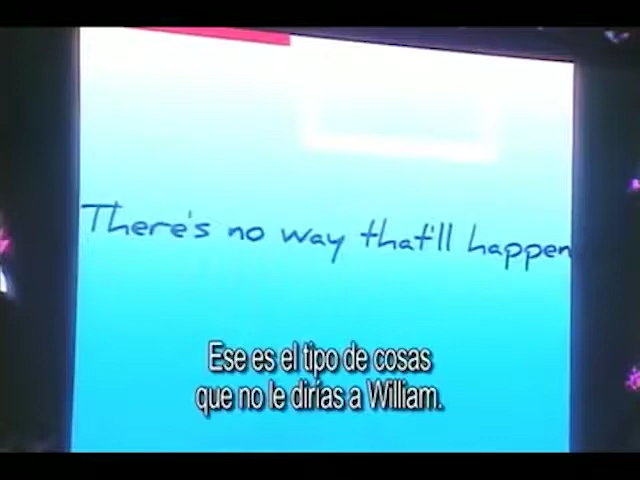 There's no way that'll happen
Ese es el tipo de cosas
que no le dirías a William.